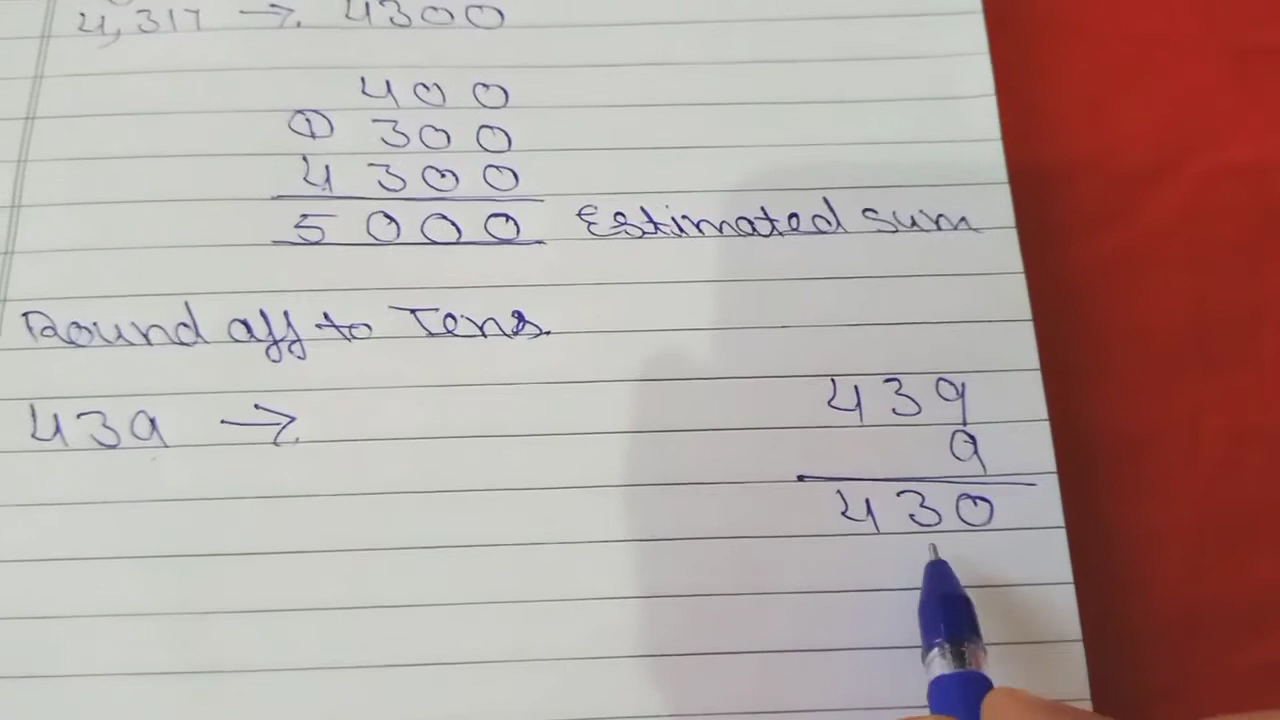 4,317 → 4300
400
① 300
4300
5000 Estimated sum
Round off to Tens
439 →
439
9
430